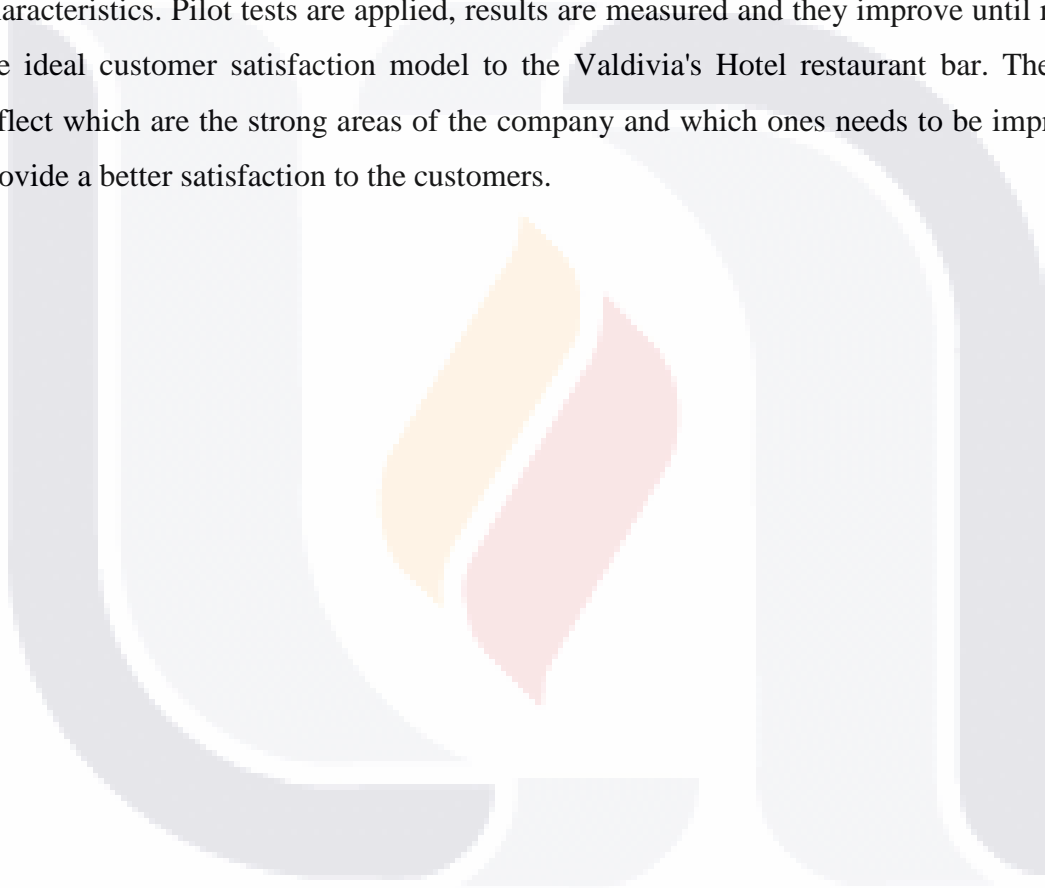 aracteristics. Pilot tests are applied, results are measured and they improve until
e ideal customer satisfaction model to the Valdivia's Hotel restaurant bar. The
flect which are the strong areas of the company and which ones needs to be impr
ovide a better satisfaction to the customers.